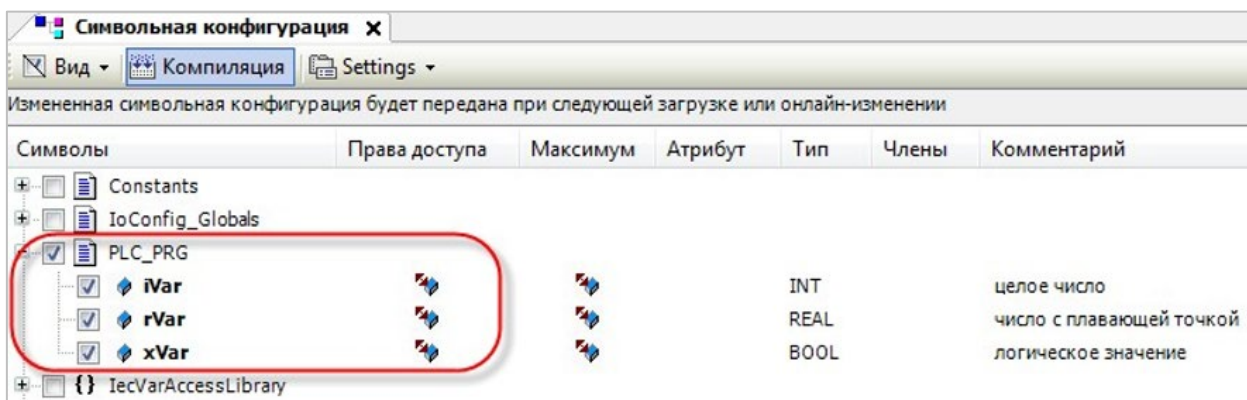 Символьная конфигурация
Вид Компиляция Settings
Измененная символьная конфигурация будет передана при следующей загрузке или онлайн-изменении
Символы Права доступа Максимум Атрибут Тип Члены Комментарий
Constants
IoConfig_Globals
PLC_PRG
iVar INT целое число
rVar REAL число с плавающей точкой
xVar BOOL логическое значение
{} IecVarAccessLibrary